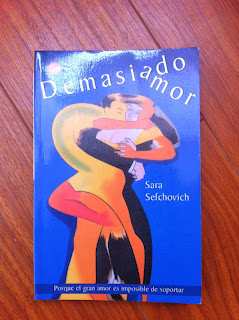 Demasiado
amor
Sara
Sefchovich
Porque el gran amor es imposible de soportar